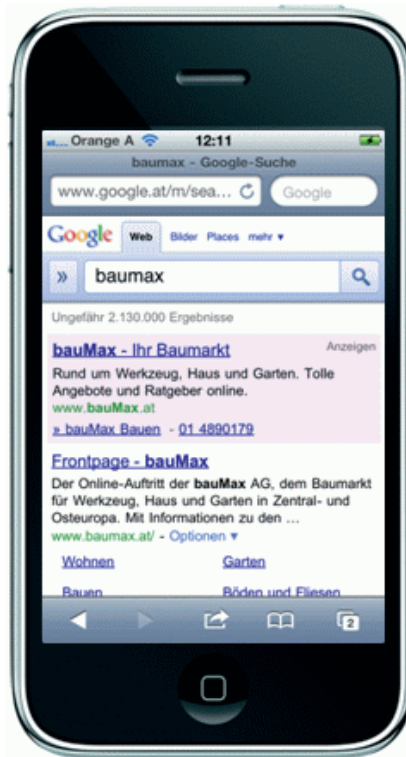 Orange A 12:11
baumax - Google-Suche
www.google.at/m/sea... Google
Google Web Bilder Places mehr ▾
» baumax
Ungefähr 2.130.000 Ergebnisse
bauMax - Ihr Baumarkt Anzeigen
Rund um Werkzeug, Haus und Garten. Tolle
Angebote und Ratgeber online.
www.bauMax.at
» bauMax Bauen - 01 4890179
Frontpage - bauMax
Der Online-Auftritt der bauMax AG, dem Baumarkt
für Werkzeug, Haus und Garten in Zentral- und
Osteuropa. Mit Informationen zu den ...
www.baumax.at/ - Optionen ▾
Wohnen Garten
Bauen Böden und Fliesen
2